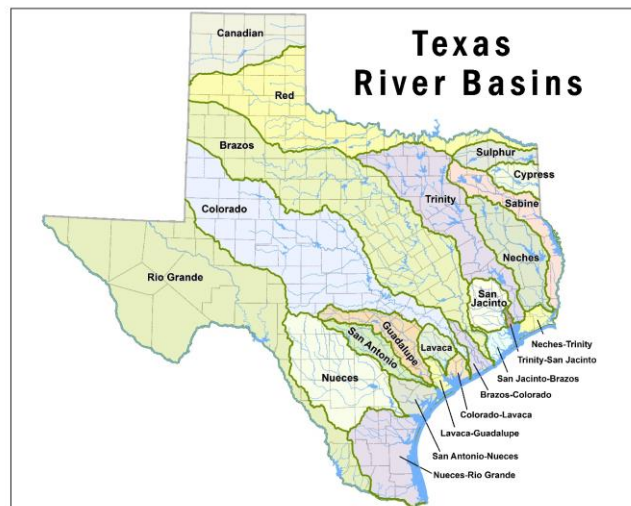 Texas
River Basins
Canadian
Red
Brazos
Sulphur
Cypress
Trinity
Sabine
Colorado
Neches
Rio Grande
San
Jacinto
Guadalupe
San Antonio
Lavaca
Nueces
Neches-Trinity
Trinity-San Jacinto
San Jacinto-Brazos
Brazos-Colorado
Colorado-Lavaca
Lavaca-Guadalupe
San Antonio-Nueces
Nueces-Rio Grande